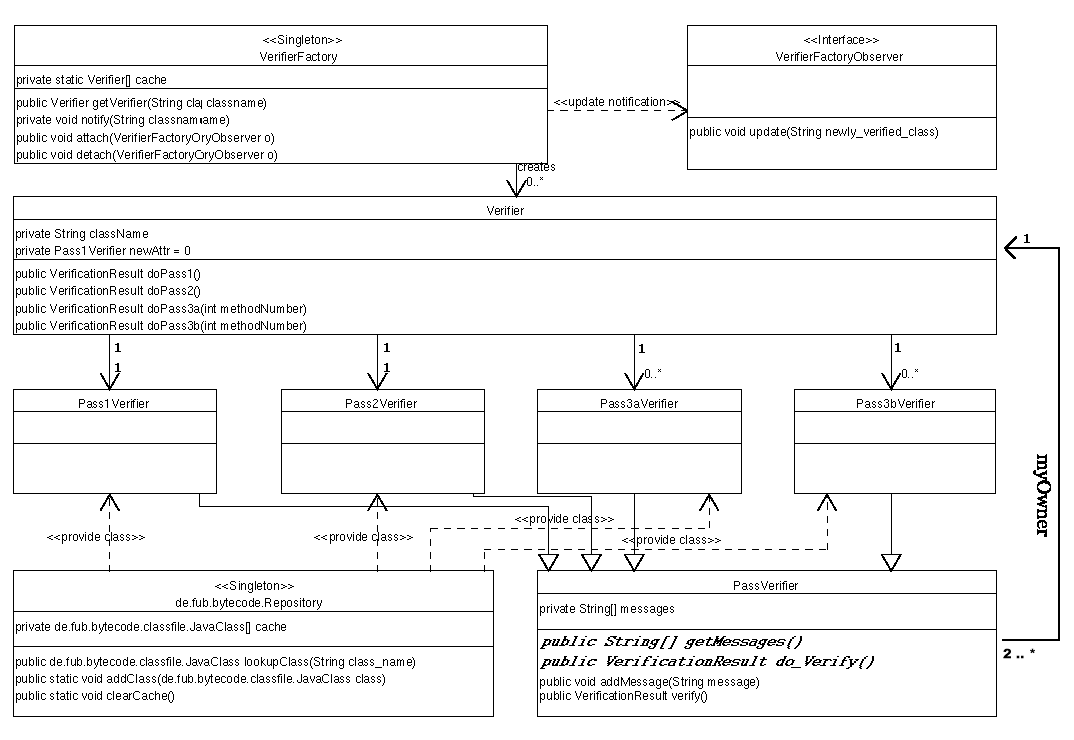 <<Singleton>>
VerifierFactory
private static Verifier[] cache
public Verifier getVerifier(String classname)
private void notify(String classname)
public void attach(VerifierFactoryObserver o)
public void detach(VerifierFactoryObserver o)
<<update notification>>
<<Interface>>
VerifierFactoryObserver
public void update(String newly_verified_class)
creates
0..*
Verifier
private String className
private Pass1Verifier newAttr = 0
public VerificationResult doPass1()
public VerificationResult doPass2()
public VerificationResult doPass3a(int methodNumber)
public VerificationResult doPass3b(int methodNumber)
1
1
1
1
1
1
0..*
1
0..*
Pass1Verifier
Pass2Verifier
Pass3aVerifier
Pass3bVerifier
myOwner
<<provide class>>
<<provide class>>
<<provide class>>
<<provide class>>
<<Singleton>>
de.fub.bytecode.Repository
private de.fub.bytecode.classfile.JavaClass[] cache
public de.fub.bytecode.classfile.JavaClass lookupClass(String class_name)
public static void addClass(de.fub.bytecode.classfile.JavaClass class)
public static void clearCache()
PassVerifier
private String[] messages
public String[] getMessages()
public VerificationResult do_Verify()
public void addMessage(String message)
public VerificationResult verify()
2 .. *